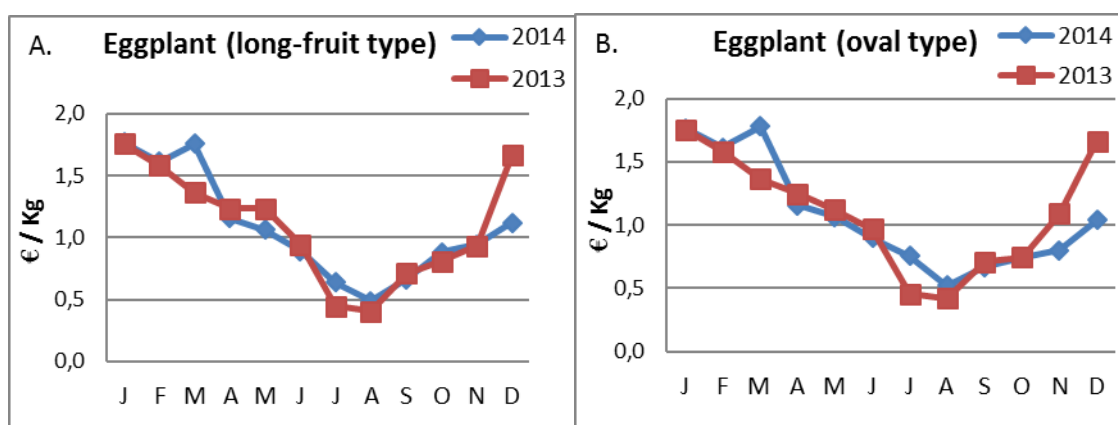 A. Eggplant (long-fruit type)
2014
2013
€ / Kg
2,0
1,5
1,0
0,5
0,0
J F M A M J J A S O N D
B. Eggplant (oval type)
2014
2013
€ / Kg
2,0
1,5
1,0
0,5
0,0
J F M A M J J A S O N D